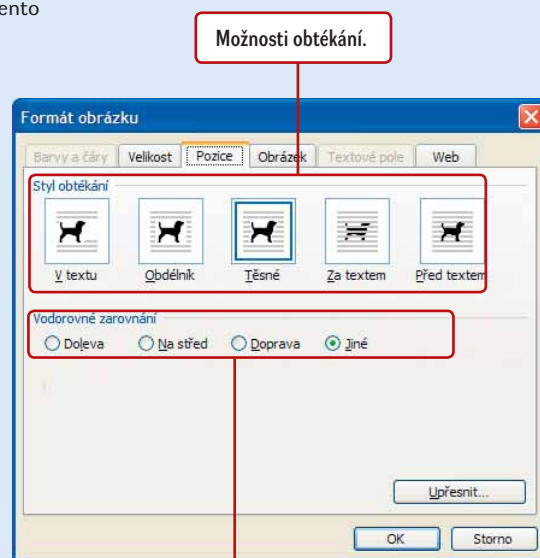 ento
Možnosti obtékání.
Formát obrázku
Barvy a čáry Velikost Pozice Obrázek Textové pole Web
Styl obtékání
V textu Obdélník Těsné Za textem Před textem
Vodorovné zarovnání
Doleva Na střed Doprava Jiné
Upřesnit...
OK Storno